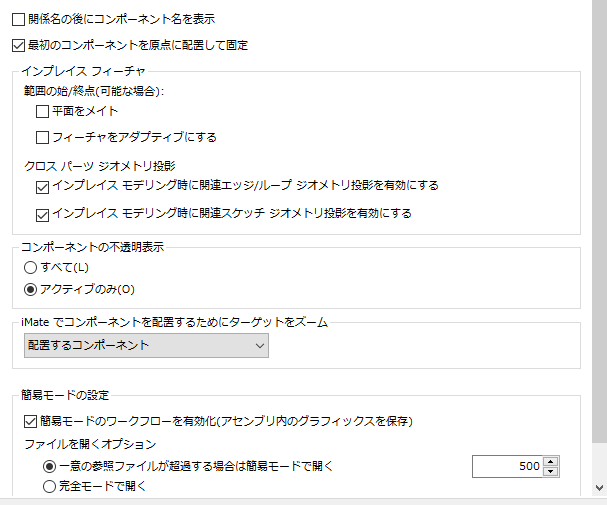 関係名の後にコンポーネント名を表示
最初のコンポーネントを原点に配置して固定
インプレイス フィーチャ
範囲の始/終点(可能な場合):
平面をメイト
フィーチャをアダプティブにする
クロス パーツ ジオメトリ投影
インプレイス モデリング時に関連エッジ/ループ ジオメトリ投影を有効にする
インプレイス モデリング時に関連スケッチ ジオメトリ投影を有効にする
コンポーネントの不透明表示
すべて(L)
アクティブのみ(O)
iMate でコンポーネントを配置するためにターゲットをズーム
配置するコンポーネント
簡易モードの設定
簡易モードのワークフローを有効化(アセンブリ内のグラフィックスを保存)
ファイルを開くオプション
一意の参照ファイルが超過する場合は簡易モードで開く 500
完全モードで開く